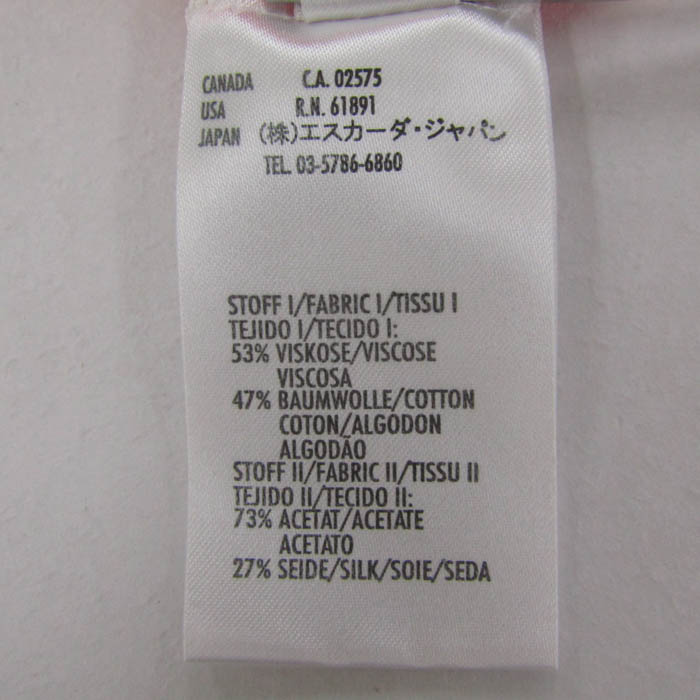 CANADA C.A. 02575
USA R.N. 61891
JAPAN (株)エスカーダ・ジャパン
TEL. 03-5786-6860
STOFF I/FABRIC I/TISSU I
TEJIDO I/TECIDO I:
53% VISKOSE/VISCOSE
VISCOSA
47% BAUMWOLLE/COTTON
COTON/ALGODON
ALGODÃO
STOFF II/FABRIC II/TISSU II
TEJIDO II/TECIDO II:
73% ACETAT/ACETATE
ACETATO
27% SEIDE/SILK/SOIE/SEDA